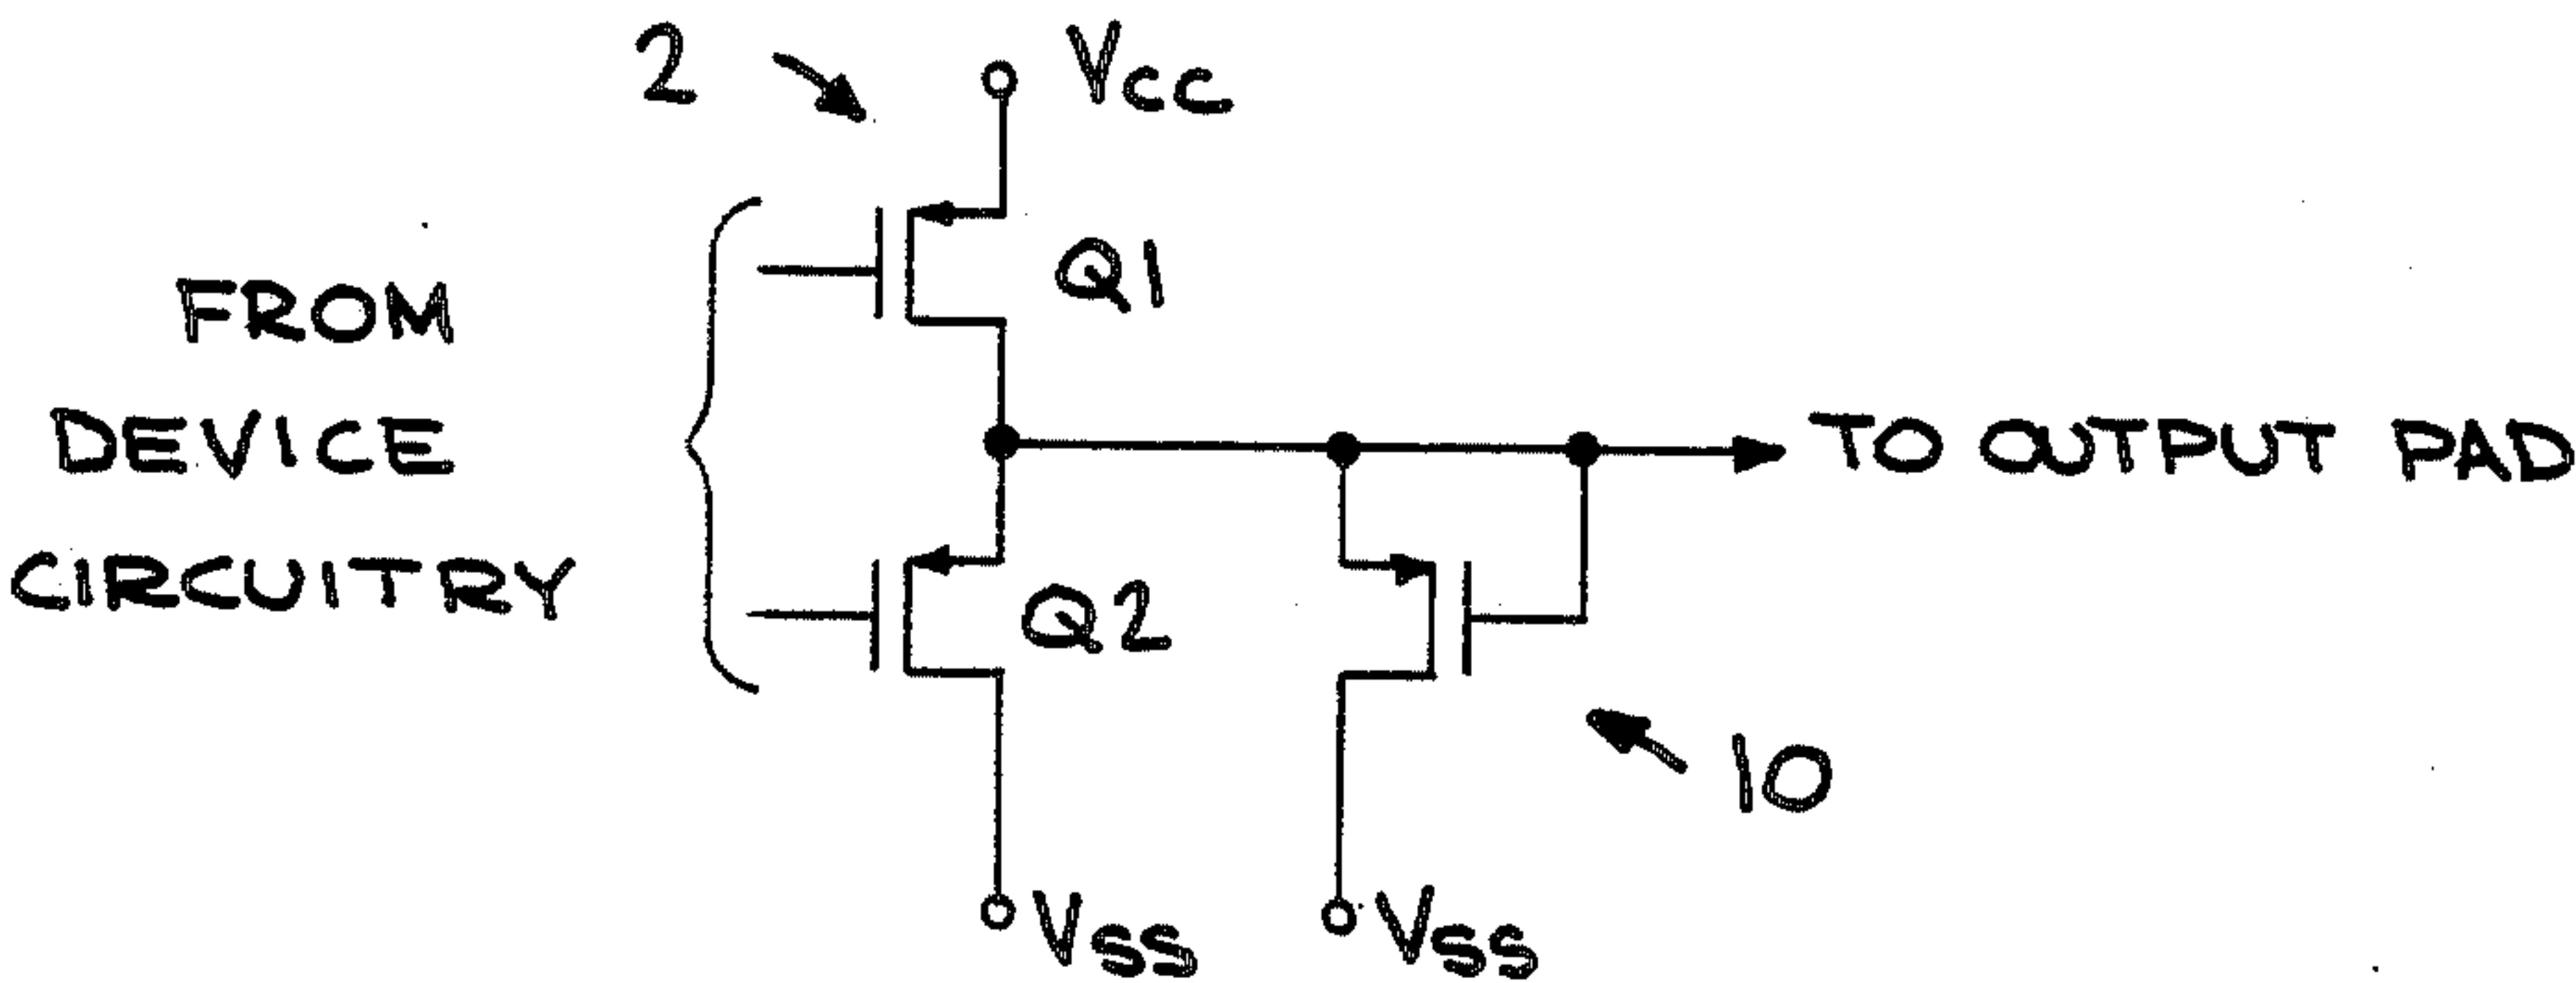 2
VCC
Q1
FROM
DEVICE
CIRCUITRY
TO OUTPUT PAD
Q2
10
VSS
VSS